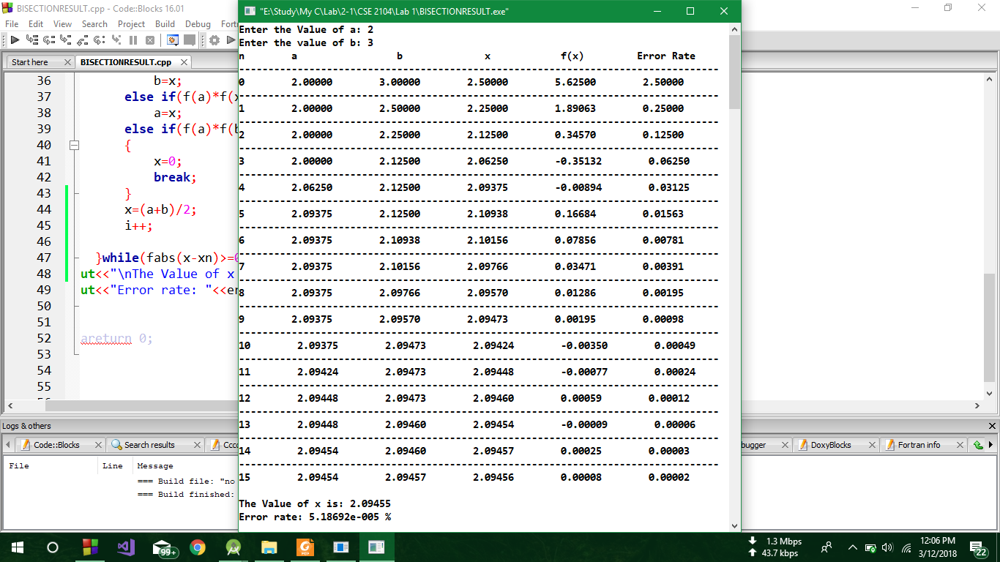 BISECTIONRESULT.cpp - Code::Blocks 16.01
File Edit View Search Project Build Debug
Start here
BISECTIONRESULT.cpp
36 b=x;
37 else if(f(a)*f(x
38 a=x;
39 else if(f(a)*f(b
40 {
41 x=0;
42 break;
43 }
44 x=(a+b)/2;
45 i++;
46
47 }while(fabs(x-xn)>=0
48 ut<<"\nThe Value of x
49 ut<<"Error rate: "<<er
50
51
52 areturn 0;
53
54
55
"E:\Study\My C\Lab\2-1\CSE 2104\Lab 1\BISECTIONRESULT.exe"
Enter the Value of a: 2
Enter the value of b: 3
n a b x f(x) Error Rate
----------------------------------------------------------------------------------
0 2.00000 3.00000 2.50000 5.62500 2.50000
----------------------------------------------------------------------------------
1 2.00000 2.50000 2.25000 1.89063 0.25000
----------------------------------------------------------------------------------
2 2.00000 2.25000 2.12500 0.34570 0.12500
----------------------------------------------------------------------------------
3 2.00000 2.12500 2.06250 -0.35132 0.06250
----------------------------------------------------------------------------------
4 2.06250 2.12500 2.09375 -0.00894 0.03125
----------------------------------------------------------------------------------
5 2.09375 2.12500 2.10938 0.16684 0.01563
----------------------------------------------------------------------------------
6 2.09375 2.10938 2.10156 0.07856 0.00781
----------------------------------------------------------------------------------
7 2.09375 2.10156 2.09766 0.03471 0.00391
----------------------------------------------------------------------------------
8 2.09375 2.09766 2.09570 0.01286 0.00195
----------------------------------------------------------------------------------
9 2.09375 2.09570 2.09473 0.00195 0.00098
----------------------------------------------------------------------------------
10 2.09375 2.09473 2.09424 -0.00350 0.00049
----------------------------------------------------------------------------------
11 2.09424 2.09473 2.09448 -0.00077 0.00024
----------------------------------------------------------------------------------
12 2.09448 2.09473 2.09460 0.00059 0.00012
----------------------------------------------------------------------------------
13 2.09448 2.09460 2.09454 -0.00009 0.00006
----------------------------------------------------------------------------------
14 2.09454 2.09460 2.09457 0.00025 0.00003
----------------------------------------------------------------------------------
15 2.09454 2.09457 2.09456 0.00008 0.00002
The Value of x is: 2.09455
Error rate: 5.18692e-005 %
Logs & others
Code::Blocks
Search results
Cccc
DoxyBlocks
Fortran info
File Line Message
=== Build file: "no
=== Build finished:
99+
1.3 Mbps
43.7 kbps
12:06 PM
3/12/2018
22